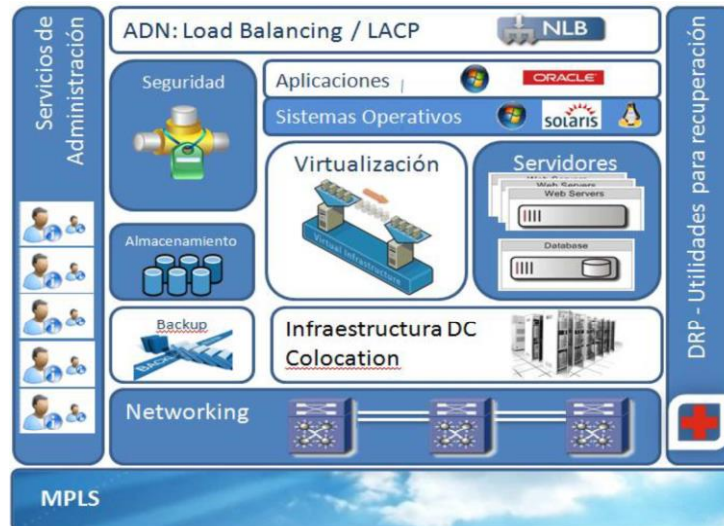 Servicios de
Administración
ADN: Load Balancing / LACP
NLB
Seguridad
Aplicaciones
ORACLE
Sistemas Operativos
solaris
Virtualización
Virtual Infrastructure
Servidores
Web Servers
Web Servers
Web Servers
Database
Almacenamiento
Backup
Infraestructura DC
Colocation
Networking
DRP - Utilidades para recuperación
MPLS